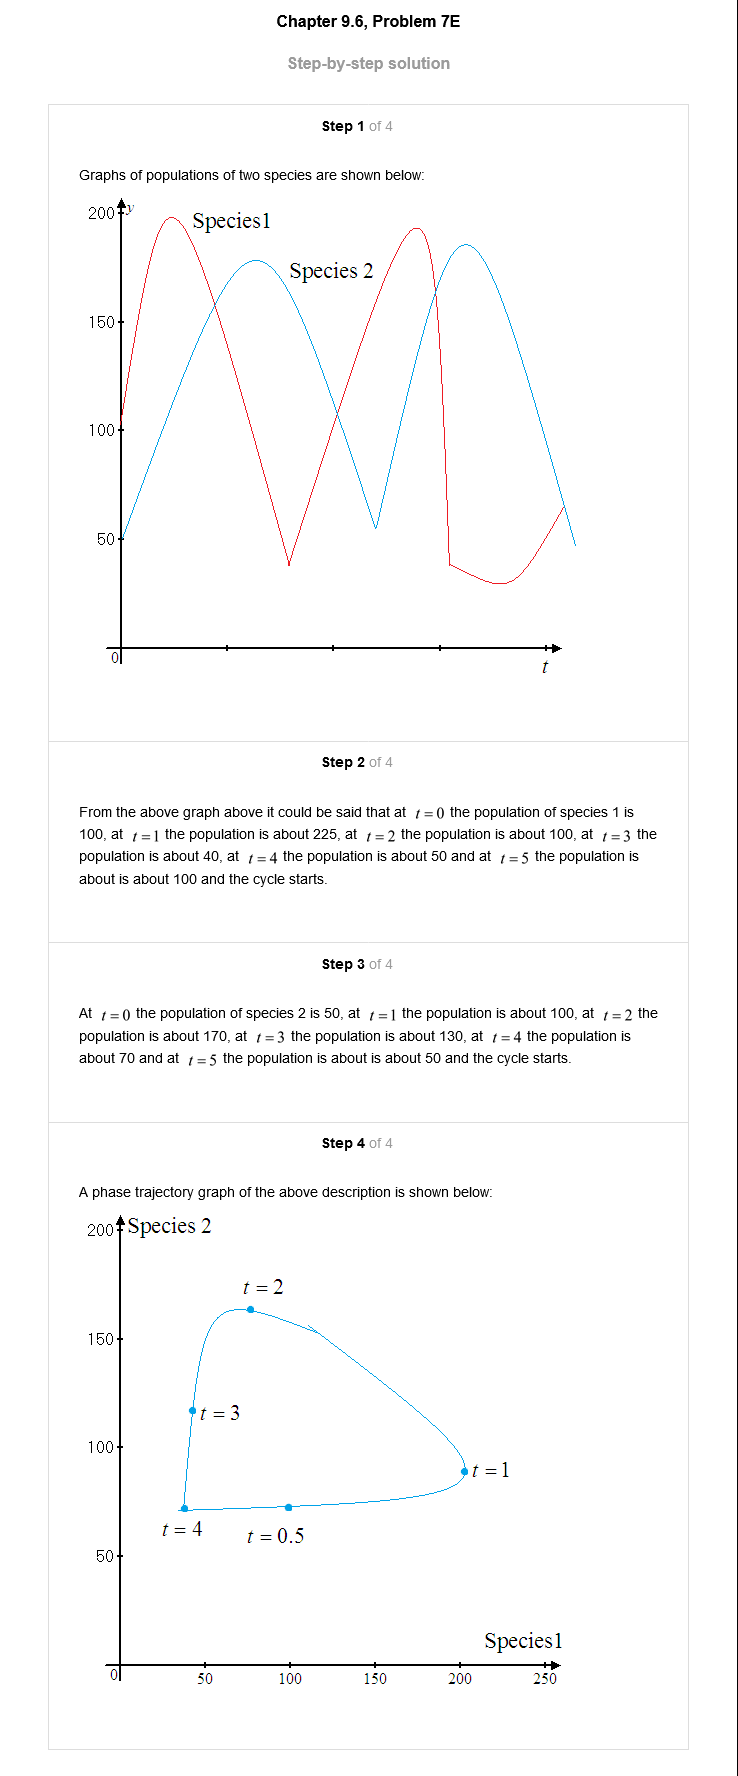 Chapter 9.6, Problem 7E
Step-by-step solution
Step 1 of 4
Graphs of populations of two species are shown below:
200
y
Species1
Species 2
150
100
50
0
t
Step 2 of 4
From the above graph above it could be said that at t = 0 the population of species 1 is
100, at t = 1 the population is about 225, at t = 2 the population is about 100, at t = 3 the
population is about 40, at t = 4 the population is about 50 and at t = 5 the population is
about is about 100 and the cycle starts.
Step 3 of 4
At t = 0 the population of species 2 is 50, at t = 1 the population is about 100, at t = 2 the
population is about 170, at t = 3 the population is about 130, at t = 4 the population is
about 70 and at t = 5 the population is about is about 50 and the cycle starts.
Step 4 of 4
A phase trajectory graph of the above description is shown below:
200
Species 2
t = 2
150
t = 3
100
t = 1
t = 4
t = 0.5
50
Species1
0
50 100 150 200 250